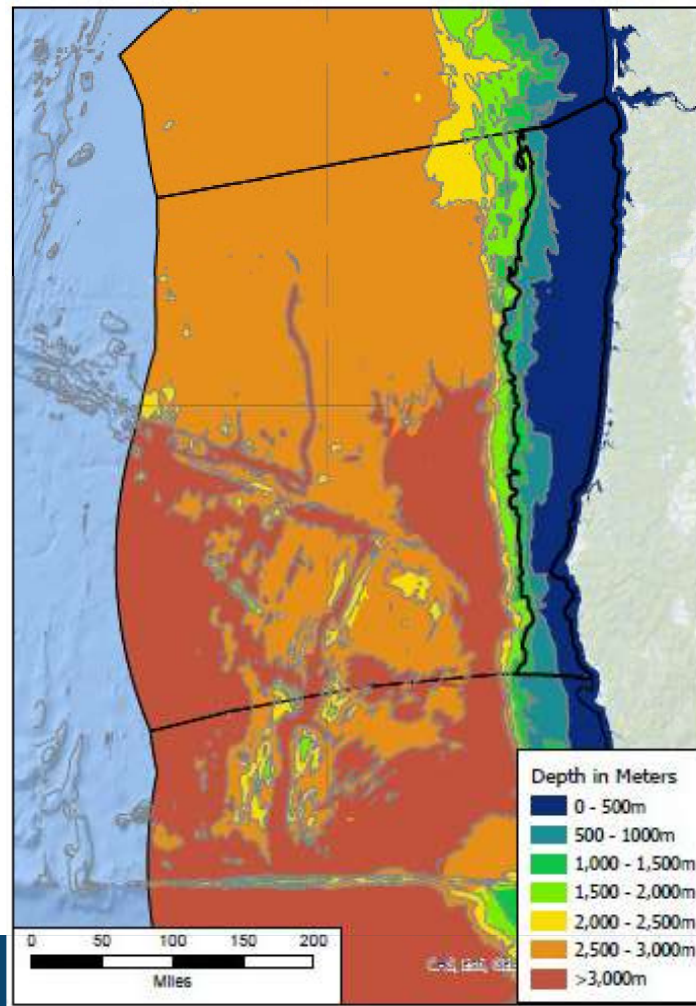 Depth in Meters
0 - 500m
500 - 1000m
1,000 - 1,500m
1,500 - 2,000m
2,000 - 2,500m
2,500 - 3,000m
>3,000m
0 50 100 150 200
Miles